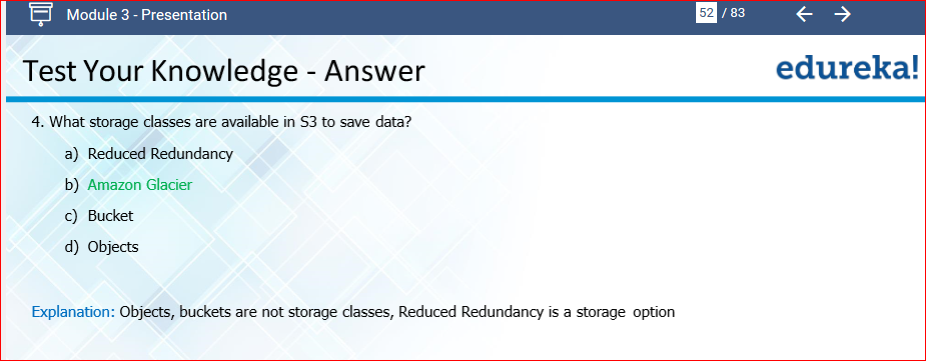 Module 3 - Presentation 52 / 83
Test Your Knowledge - Answer edureka!
4. What storage classes are available in S3 to save data?
a) Reduced Redundancy
b) Amazon Glacier
c) Bucket
d) Objects
Explanation: Objects, buckets are not storage classes, Reduced Redundancy is a storage option